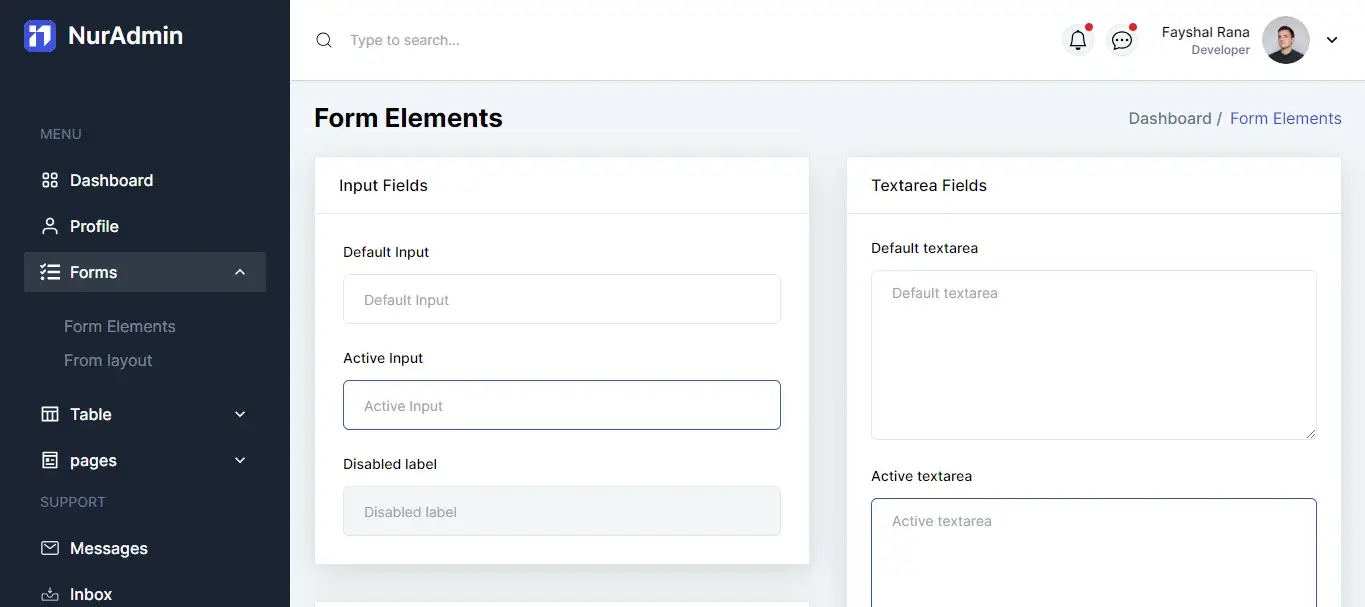 NurAdmin
MENU
Dashboard
Profile
Forms
Form Elements
From layout
Table
pages
SUPPORT
Messages
Inbox
Type to search...
Fayshal Rana
Developer
Form Elements
Dashboard / Form Elements
Input Fields
Default Input
Default Input
Active Input
Active Input
Disabled label
Disabled label
Textarea Fields
Default textarea
Default textarea
Active textarea
Active textarea